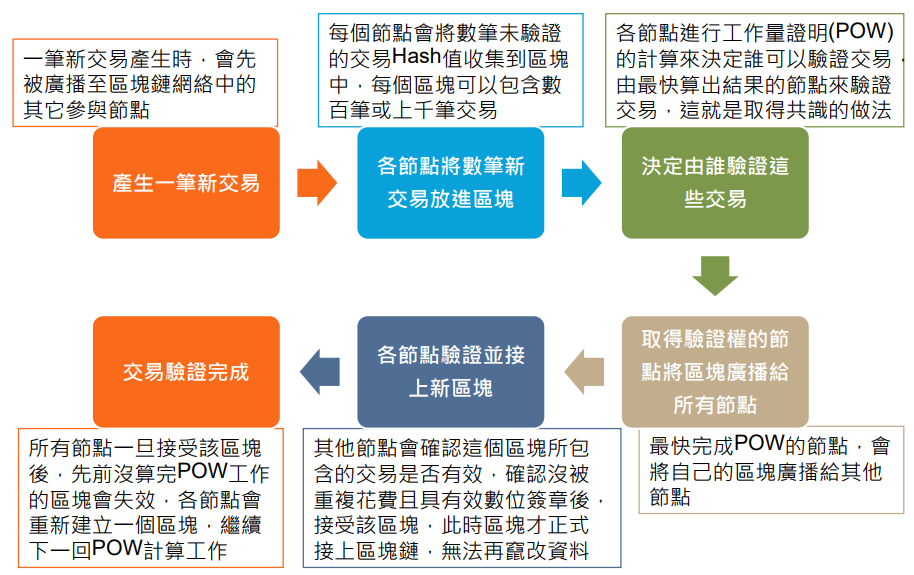 一筆新交易產生時，會先
被廣播至區塊鏈網絡中的
其它參與節點
產生一筆新交易
每個節點會將數筆未驗證
的交易Hash值收集到區塊
中，每個區塊可以包含數
百筆或上千筆交易
各節點將數筆新
交易放進區塊
各節點進行工作量證明(POW)
的計算來決定誰可以驗證交易，
由最快算出結果的節點來驗證
交易，這就是取得共識的做法
決定由誰驗證這
些交易
取得驗證權的節
點將區塊廣播給
所有節點
最快完成POW的節點，會
將自己的區塊廣播給其他
節點
各節點驗證並接
上新區塊
其他節點會確認這個區塊所包
含的交易是否有效，確認沒被
重複花費且具有效數位簽章後，
接受該區塊，此時區塊才正式
接上區塊鏈，無法再竄改資料
交易驗證完成
所有節點一旦接受該區塊
後，先前沒算完POW工作
的區塊會失效，各節點會
重新建立一個區塊，繼續
下一回POW計算工作